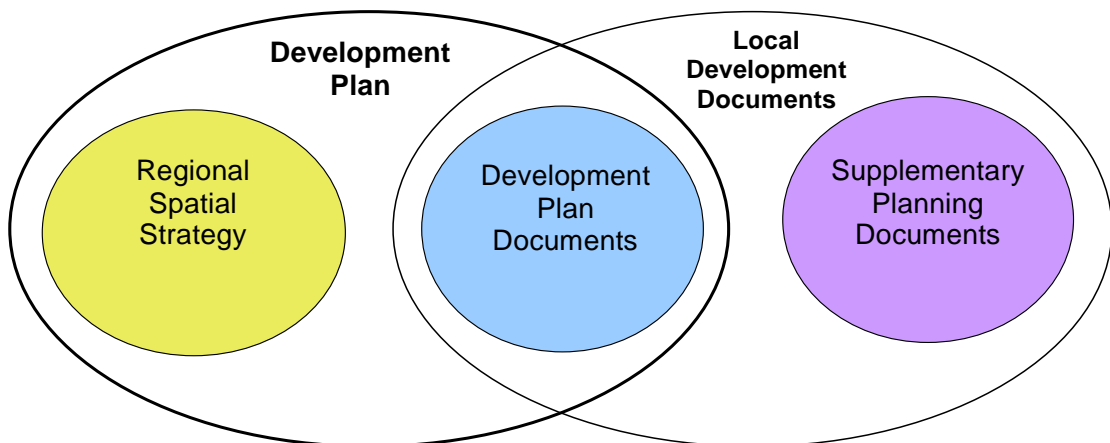 Development
Plan
Local
Development
Documents
Regional
Spatial
Strategy
Development
Plan
Documents
Supplementary
Planning
Documents